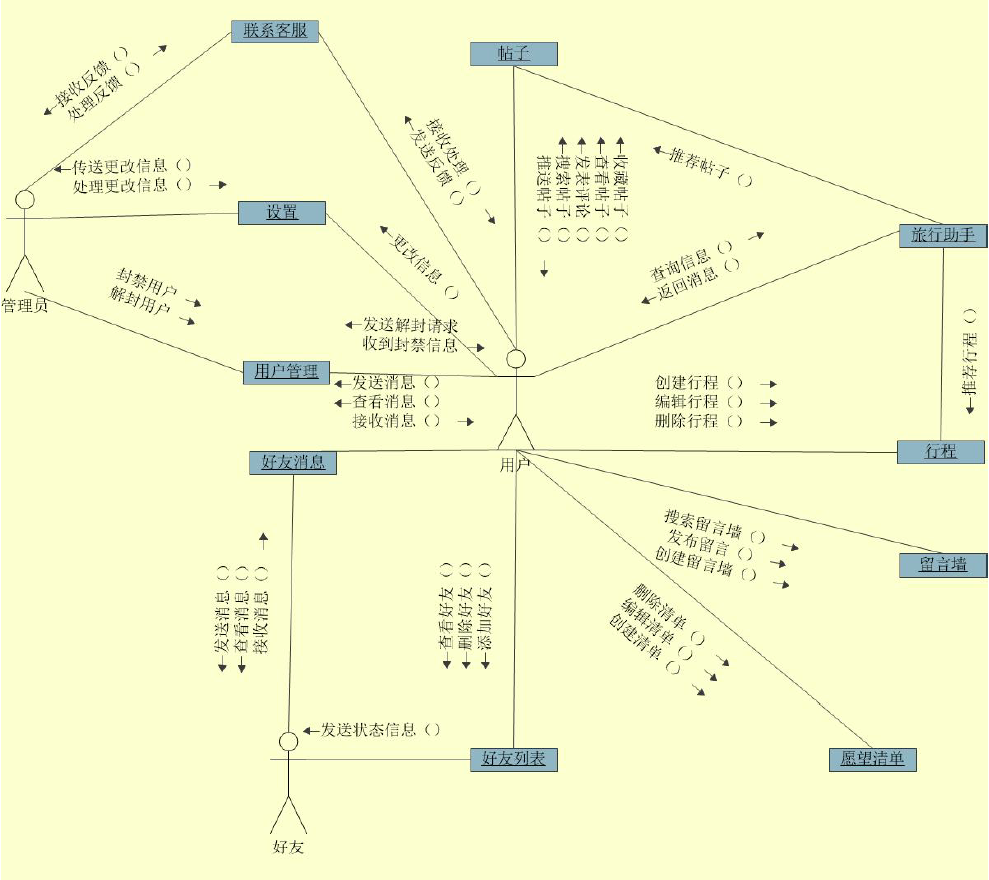 联系客服
帖子
接收反馈（）
处理反馈（）
接收处理（）
发送反馈（）
推送帖子（）
搜索帖子（）
发表评论（）
查看帖子（）
收藏帖子（）
推荐帖子（）
传送更改信息（）
处理更改信息（）
设置
旅行助手
更改信息（）
查询信息（）
返回消息（）
管理员
封禁用户
解封用户
发送解封请求
收到封禁信息
推荐行程（）
用户管理
发送消息（）
查看消息（）
接收消息（）
创建行程（）
编辑行程（）
删除行程（）
好友消息
用户
行程
搜索留言墙（）
发布留言（）
创建留言墙（）
留言墙
发送消息（）
查看消息（）
接收消息（）
查看好友（）
删除好友（）
添加好友（）
删除清单（）
编辑清单（）
创建清单（）
发送状态信息（）
好友列表
愿望清单
好友